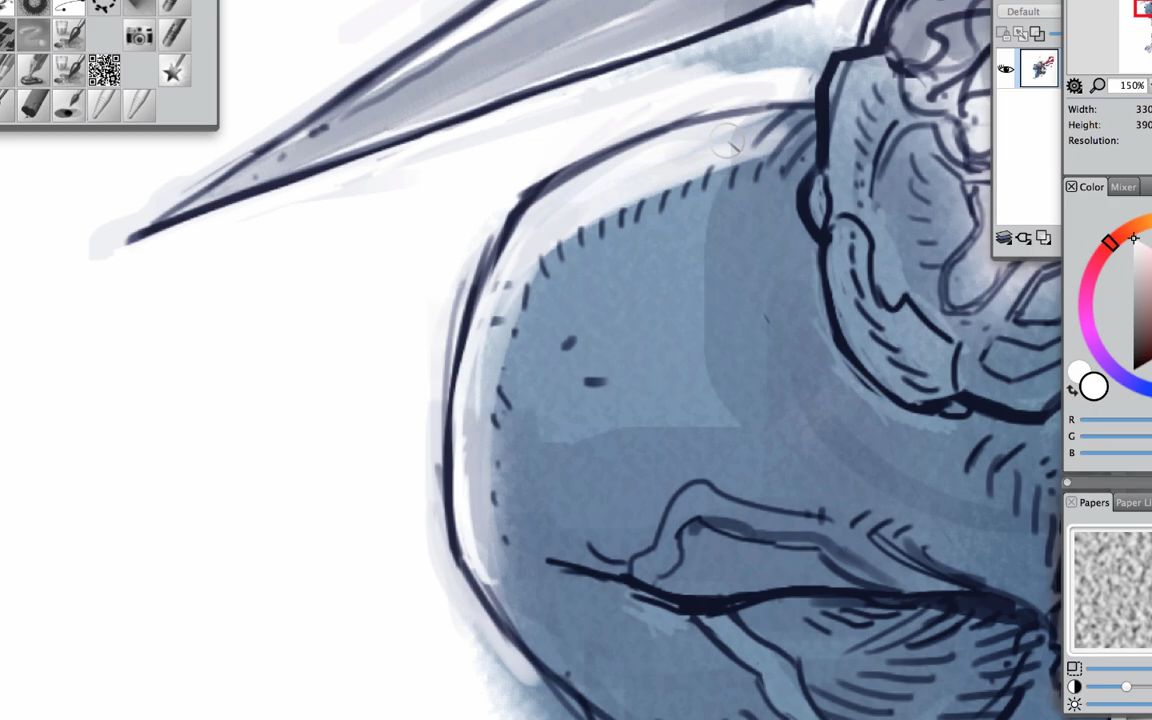 Default
150%
Width: 330
Height: 390
Resolution:
Color Mixer
R
G
B
Papers Paper Li